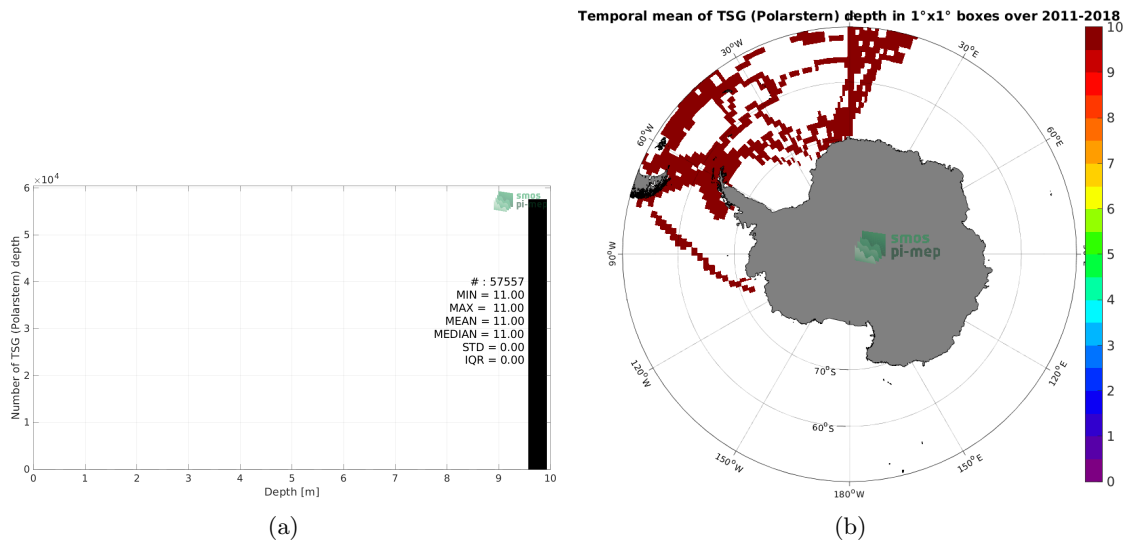 Temporal mean of TSG (Polarstern) depth in 1°x1° boxes over 2011-2018
×10⁴
6
5
4
3
2
1
0
Number of TSG (Polarstern) depth
smos
pi-mep
# : 57557
MIN = 11.00
MAX = 11.00
MEAN = 11.00
MEDIAN = 11.00
STD = 0.00
IQR = 0.00
0 1 2 3 4 5 6 7 8 9 10
Depth [m]
(a)
30°W
30°E
60°W
60°E
90°W
120°W
120°E
150°W
150°E
180°W
70°S
60°S
smos
pi-mep
10
9
8
7
6
5
4
3
2
1
0
(b)